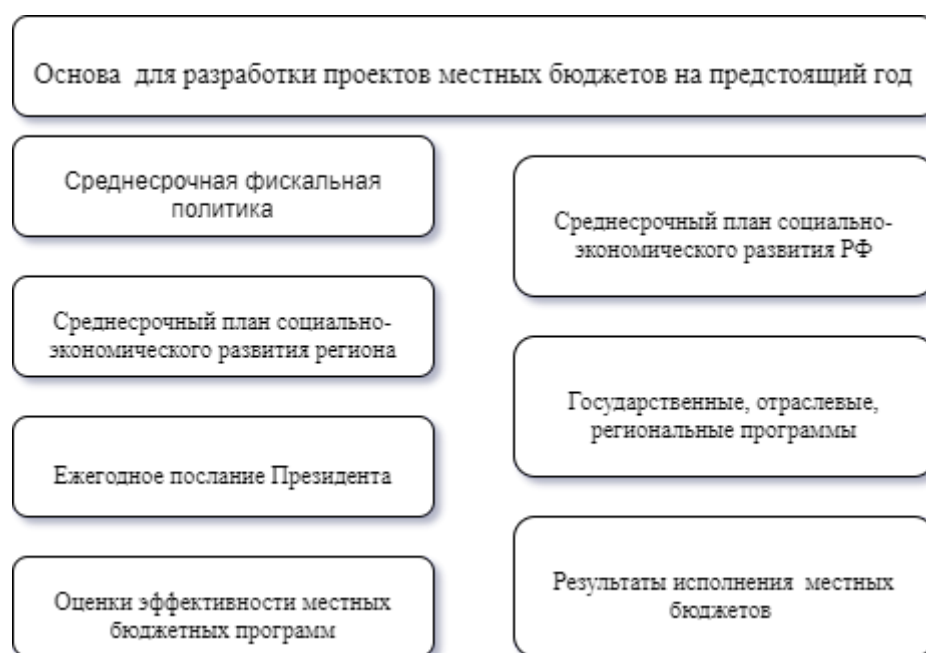 Основа для разработки проектов местных бюджетов на предстоящий год
Среднесрочная фискальная
политика
Среднесрочный план социально-
экономического развития региона
Ежегодное послание Президента
Оценки эффективности местных
бюджетных программ
Среднесрочный план социально-
экономического развития РФ
Государственные, отраслевые,
региональные программы
Результаты исполнения местных
бюджетов